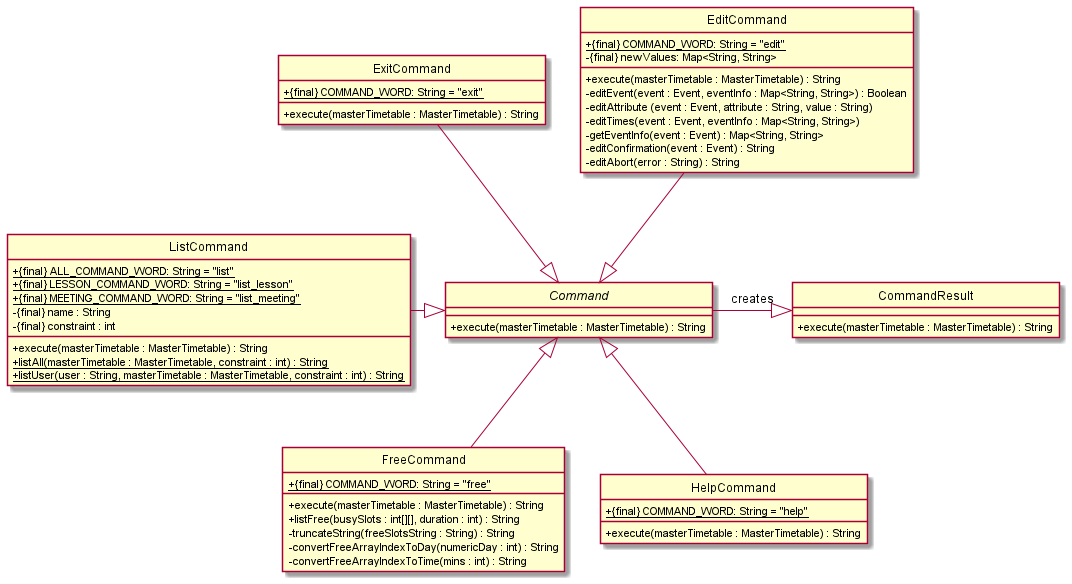 EditCommand
+{final} COMMAND_WORD: String = "edit"
-{final} newValues: Map<String, String>
+execute(masterTimetable : MasterTimetable) : String
-editEvent(event : Event, eventInfo : Map<String, String>) : Boolean
-editAttribute (event : Event, attribute : String, value : String)
-editTimes(event : Event, eventInfo : Map<String, String>)
-getEventInfo(event : Event) : Map<String, String>
-editConfirmation(event : Event) : String
-editAbort(error : String) : String
ExitCommand
+{final} COMMAND_WORD: String = "exit"
+execute(masterTimetable : MasterTimetable) : String
ListCommand
+{final} ALL_COMMAND_WORD: String = "list"
+{final} LESSON_COMMAND_WORD: String = "list_lesson"
+{final} MEETING_COMMAND_WORD: String = "list_meeting"
-{final} name : String
-{final} constraint : int
+execute(masterTimetable : MasterTimetable) : String
+listAll(masterTimetable : MasterTimetable, constraint : int) : String
+listUser(user : String, masterTimetable : MasterTimetable, constraint : int) : String
Command
+execute(masterTimetable : MasterTimetable) : String
creates
CommandResult
+execute(masterTimetable : MasterTimetable) : String
FreeCommand
+{final} COMMAND_WORD: String = "free"
+execute(masterTimetable : MasterTimetable) : String
+listFree(busySlots : int[][], duration : int) : String
-truncateString(freeSlotsString : String) : String
-convertFreeArrayIndexToDay(numericDay : int) : String
-convertFreeArrayIndexToTime(mins : int) : String
HelpCommand
+{final} COMMAND_WORD: String = "help"
+execute(masterTimetable : MasterTimetable) : String